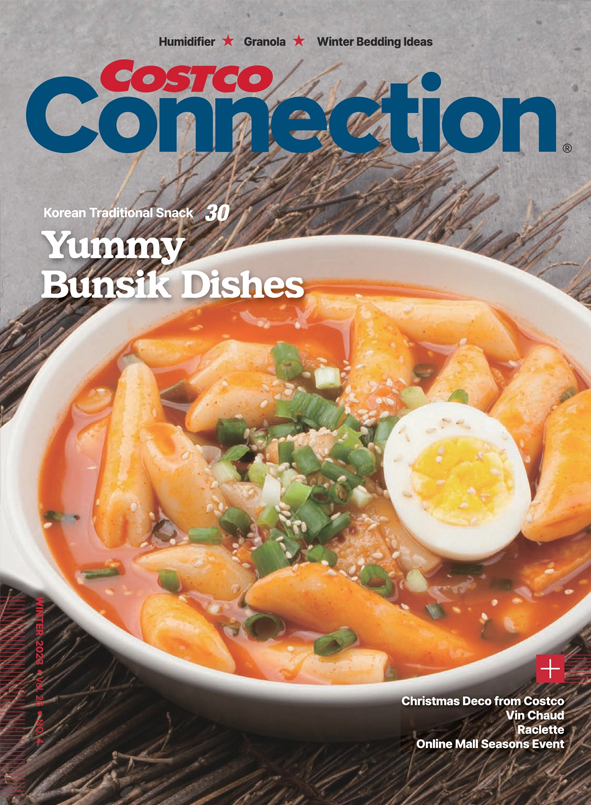 Humidifier ★ Granola ★ Winter Bedding Ideas
COSTCO
Connection®
Korean Traditional Snack 30
Yummy
Bunsik Dishes
Christmas Deco from Costco
Vin Chaud
Raclette
Online Mall Seasons Event